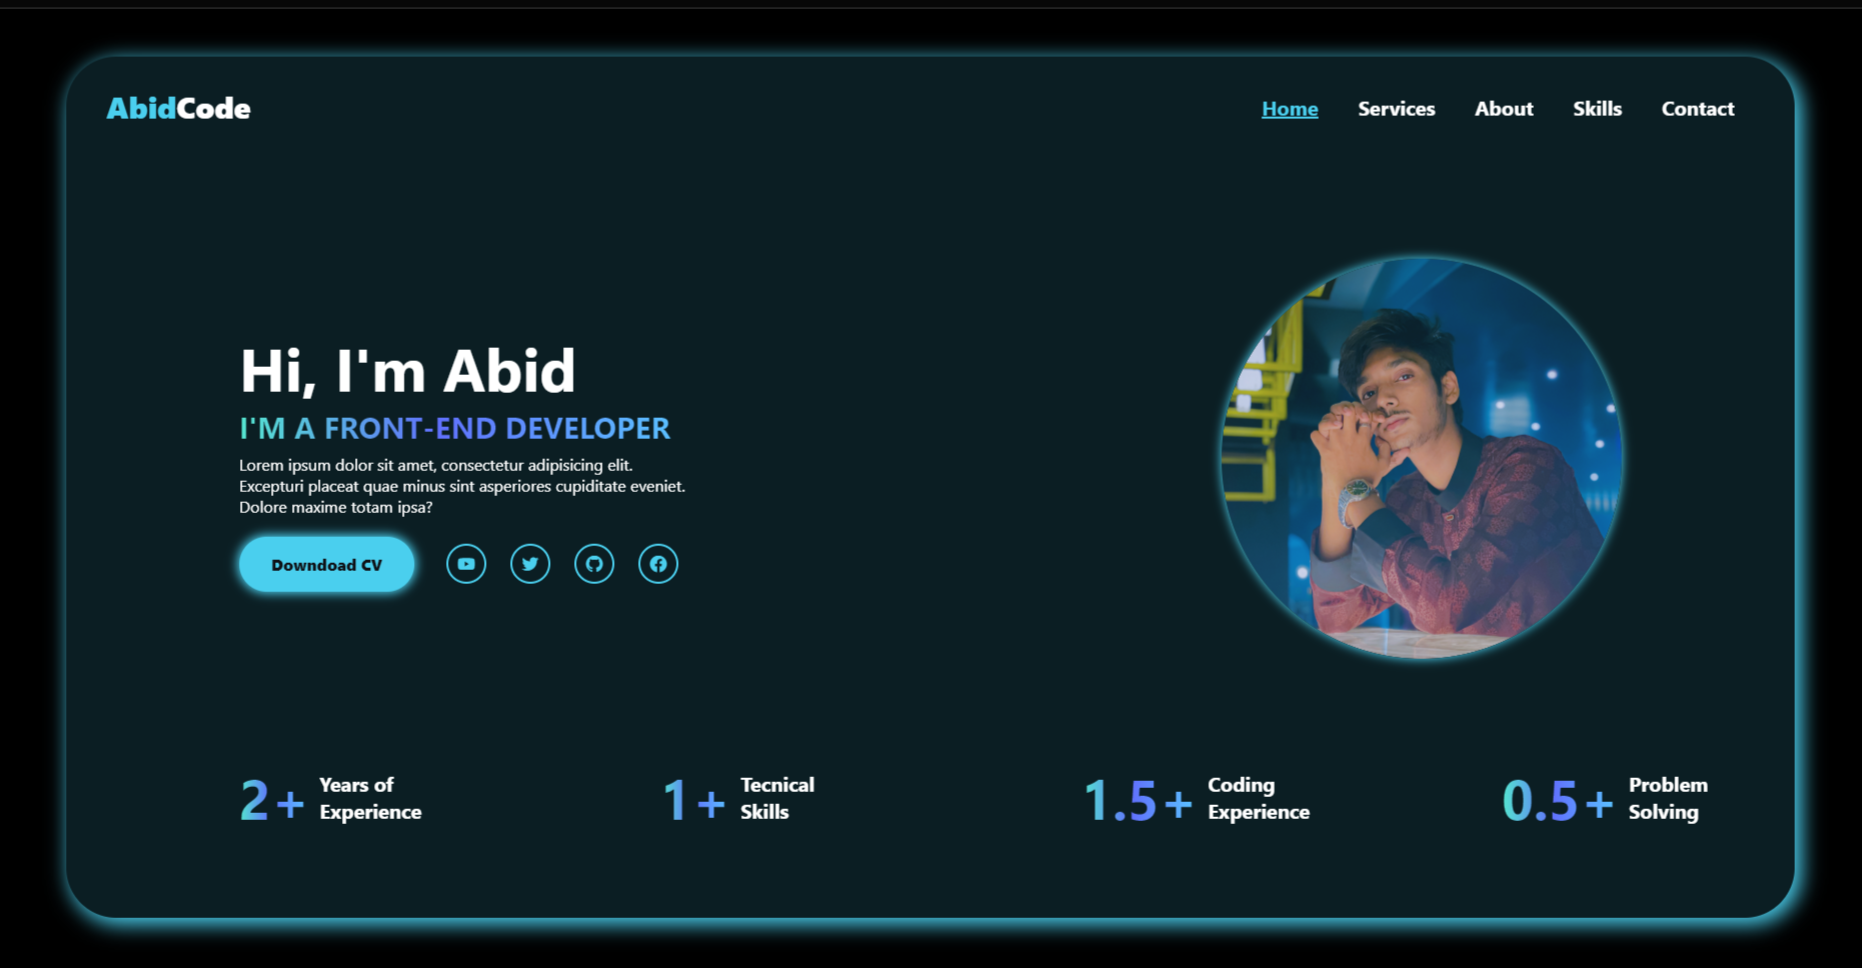 AbidCode
Home Services About Skills Contact
Hi, I'm Abid
I'M A FRONT-END DEVELOPER
Lorem ipsum dolor sit amet, consectetur adipisicing elit.
Excepturi placeat quae minus sint asperiores cupiditate eveniet.
Dolore maxime totam ipsa?
Downdoad CV
2+ Years of
Experience
1+ Tecnical
Skills
1.5+ Coding
Experience
0.5+ Problem
Solving